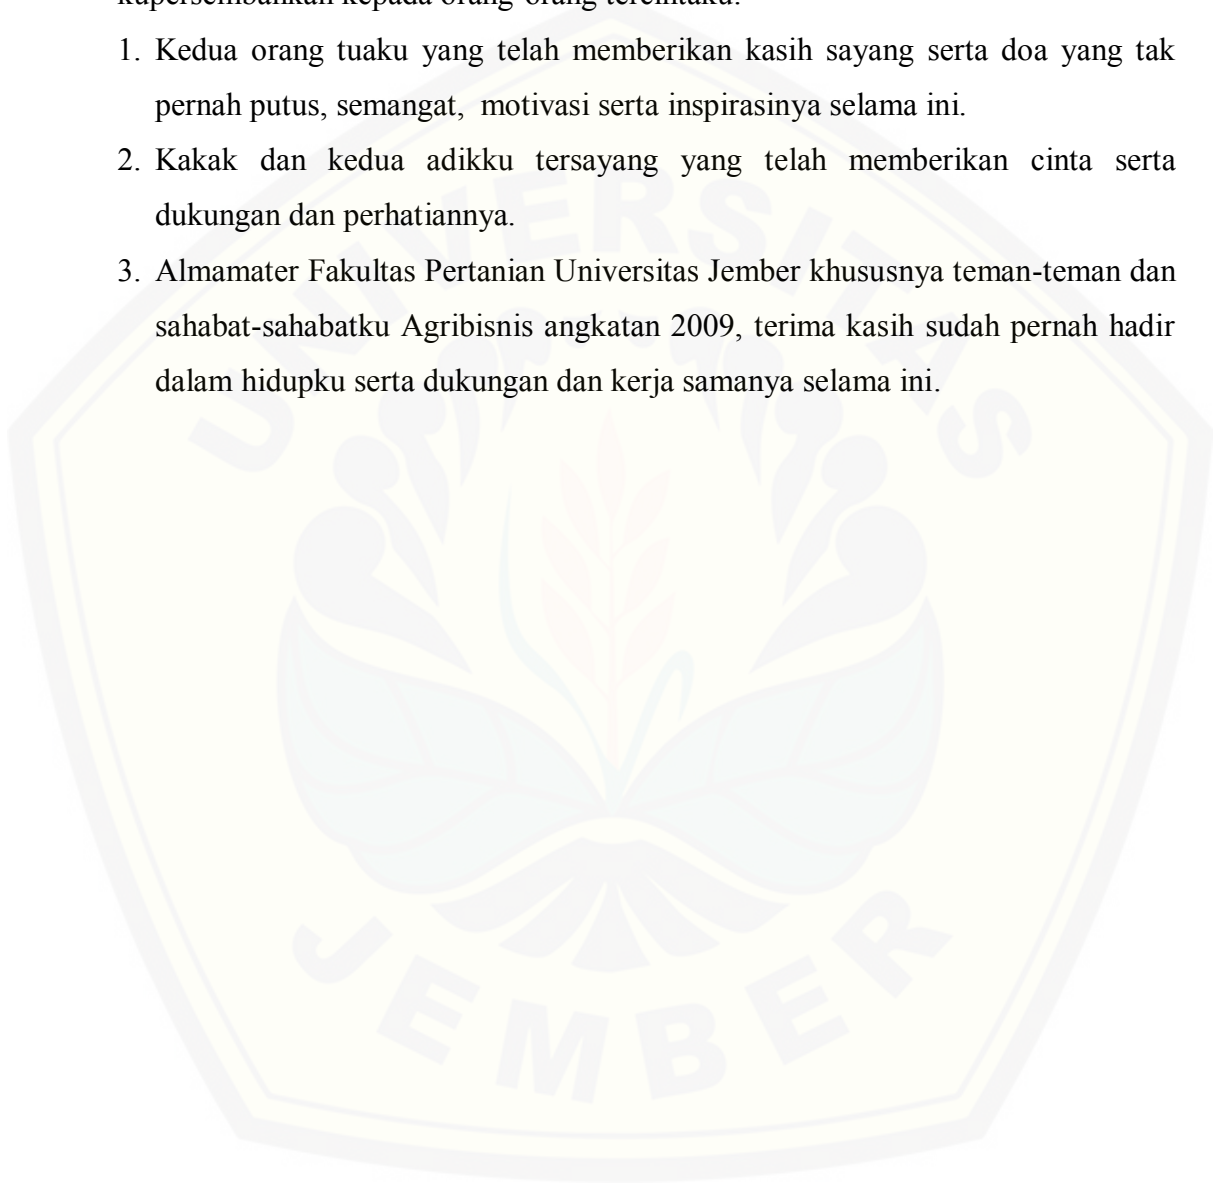 kupersembahkan kepada orang-orang tercintaku:
1. Kedua orang tuaku yang telah memberikan kasih sayang serta doa yang tak
pernah putus, semangat, motivasi serta inspirasinya selama ini.
2. Kakak dan kedua adikku tersayang yang telah memberikan cinta serta
dukungan dan perhatiannya.
3. Almamater Fakultas Pertanian Universitas Jember khususnya teman-teman dan
sahabat-sahabatku Agribisnis angkatan 2009, terima kasih sudah pernah hadir
dalam hidupku serta dukungan dan kerja samanya selama ini.
UNIVERSITAS
JEMBER